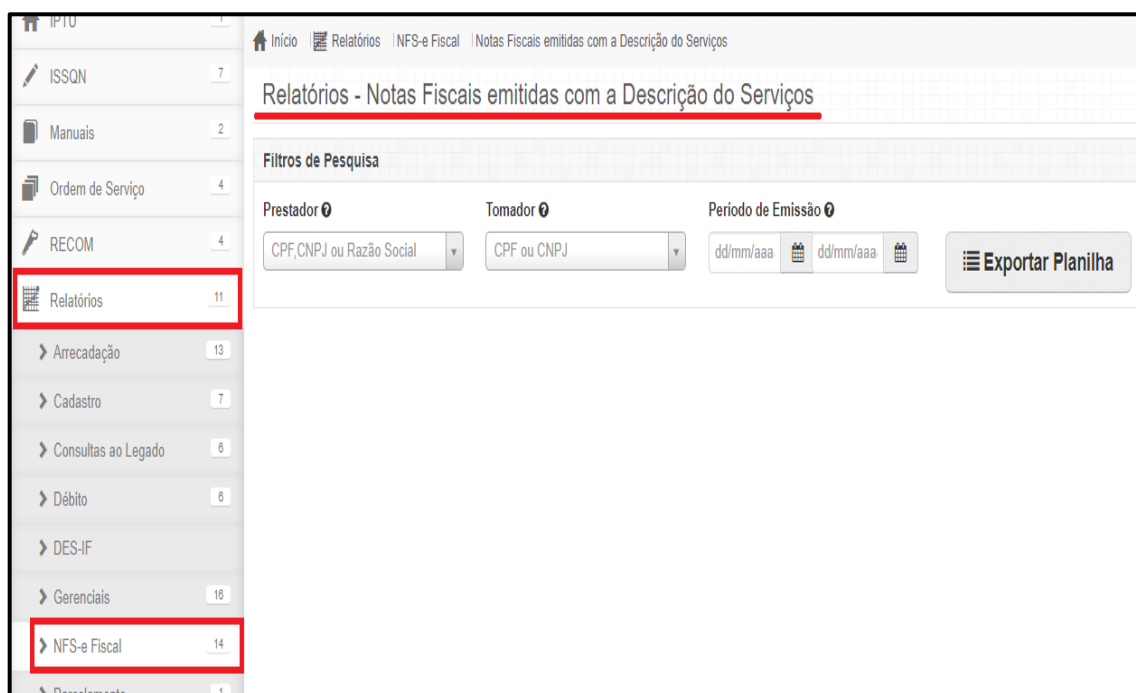 IPTU 1
ISSQN 7
Manuais 2
Ordem de Serviço 4
RECOM 4
Relatórios 11
Arrecadação 13
Cadastro 7
Consultas ao Legado 6
Débito 6
DES-IF
Gerenciais 16
NFS-e Fiscal 14
Parcelamento 1
Início Relatórios NFS-e Fiscal Notas Fiscais emitidas com a Descrição do Serviços
Relatórios - Notas Fiscais emitidas com a Descrição do Serviços
Filtros de Pesquisa
Prestador Tomador Período de Emissão
CPF,CNPJ ou Razão Social CPF ou CNPJ dd/mm/aaa dd/mm/aaa Exportar Planilha